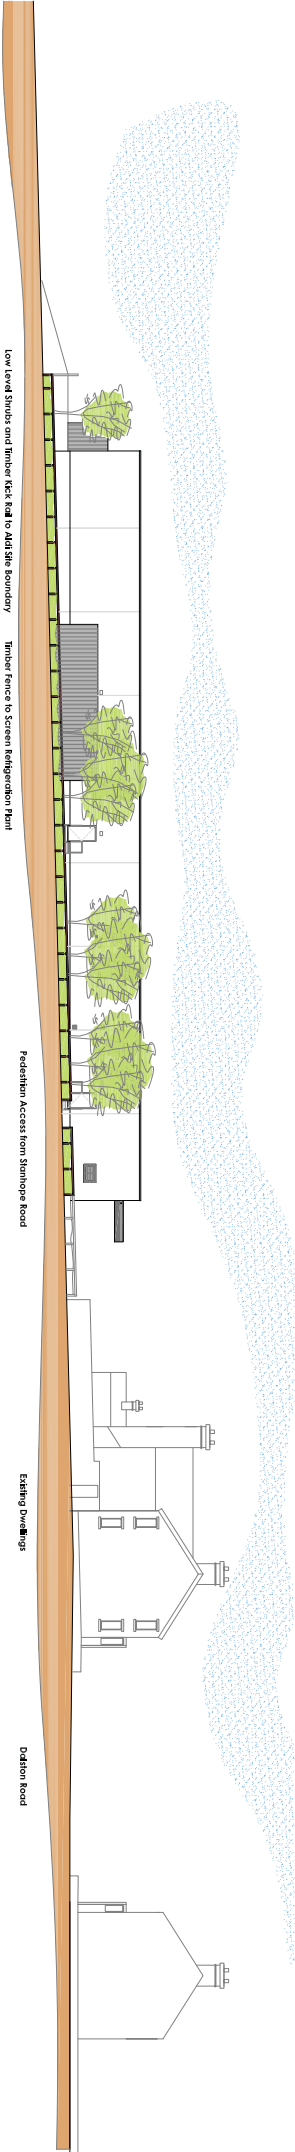 Low Level Shrubs and Timber Kick Rail to Aldi Site Boundary
Timber Fence to Screen Refrigeration Plant
Pedestrian Access from Stanhope Road
Existing Dwellings
Dalston Road